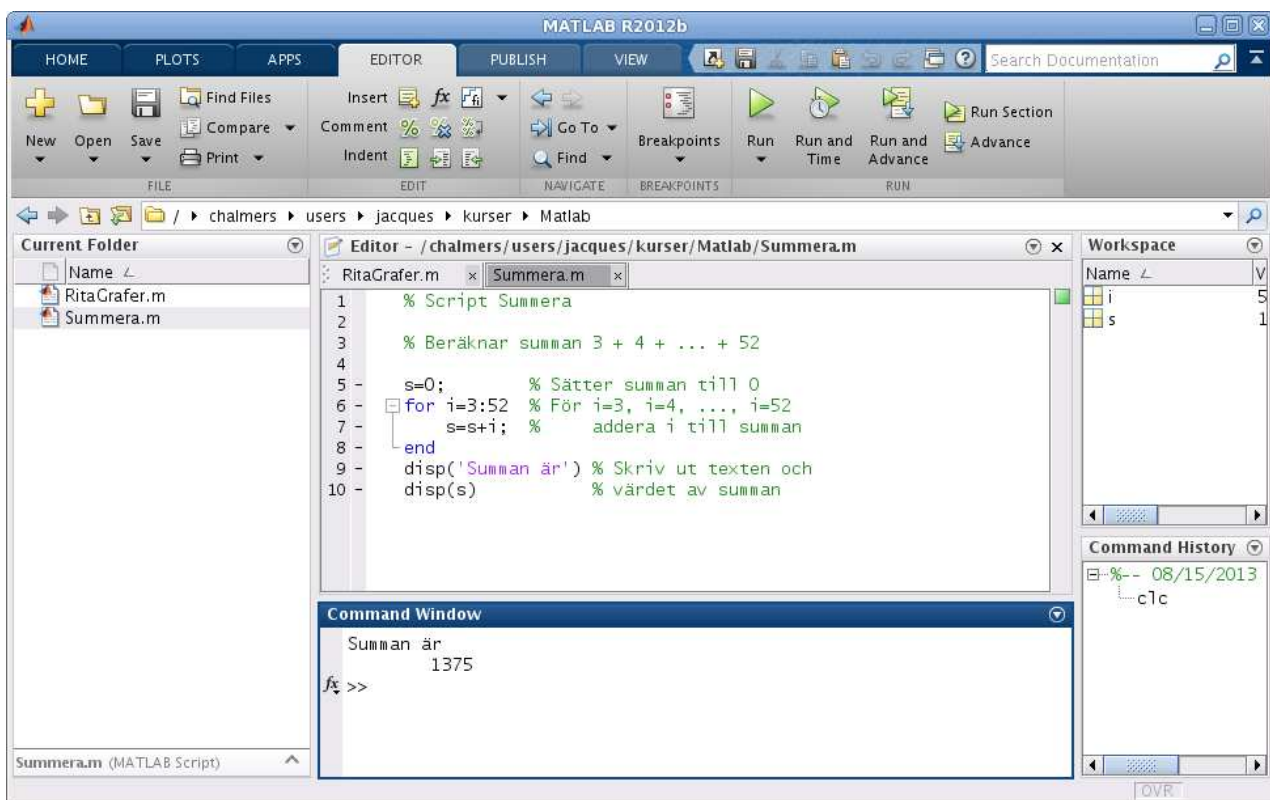 MATLAB R2012b
HOME PLOTS APPS EDITOR PUBLISH VIEW Search Documentation
New Open Save Find Files Compare Print
FILE
Insert fx
Comment %
Indent
EDIT
Go To
Find
NAVIGATE
Breakpoints
BREAKPOINTS
Run Run and Time Run and Advance Run Section Advance
RUN
/ chalmers users jacques kurser Matlab
Current Folder
Name
RitaGrafer.m
Summera.m
Summera.m (MATLAB Script)
Editor - /chalmers/users/jacques/kurser/Matlab/Summera.m
RitaGrafer.m × Summera.m ×
1 % Script Summera
2
3 % Beräknar summan 3 + 4 + ... + 52
4
5 - s=0; % Sätter summan till 0
6 - for i=3:52 % För i=3, i=4, ..., i=52
7 - s=s+i; % addera i till summan
8 - end
9 - disp('Summan är') % Skriv ut texten och
10 - disp(s) % värdet av summan
Command Window
Summan är
1375
fx >>
Workspace
Name V
i 5
s 1
Command History
%-- 08/15/2013
clc
OVR